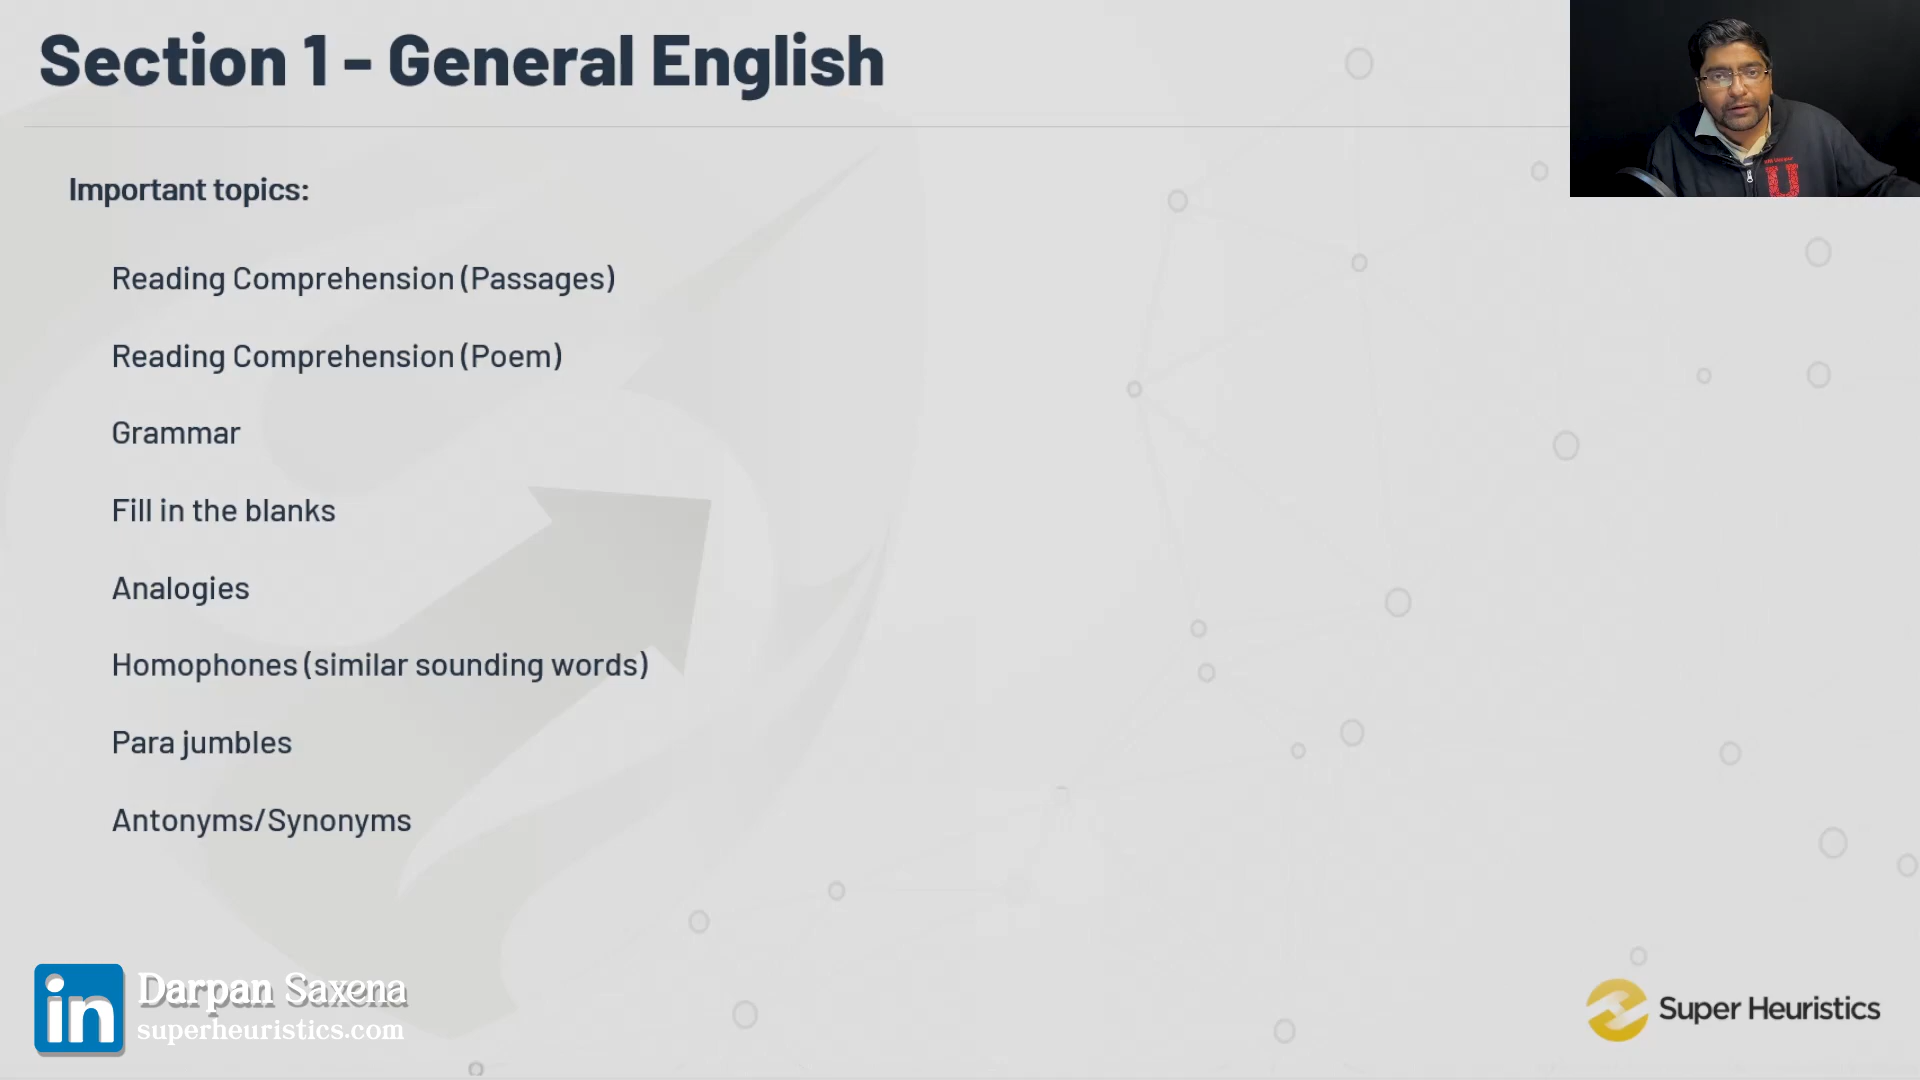 Section 1 - General English
Important topics:
Reading Comprehension (Passages)
Reading Comprehension (Poem)
Grammar
Fill in the blanks
Analogies
Homophones (similar sounding words)
Para jumbles
Antonyms/Synonyms
in
Darpan Saxena
superheuristics.com
Super Heuristics
U